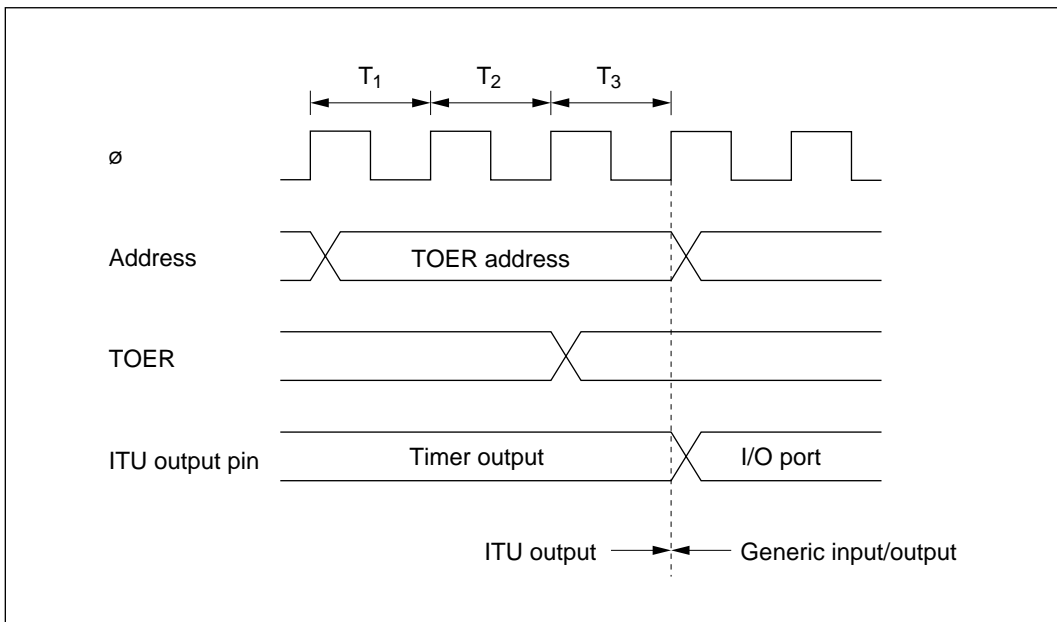 T1 T2 T3
ø
Address TOER address
TOER
ITU output pin Timer output I/O port
ITU output Generic input/output